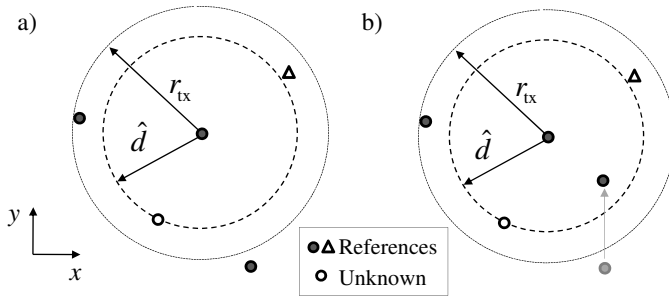 a)
b)
r_tx
r_tx
d̂
d̂
y
x
References
Unknown